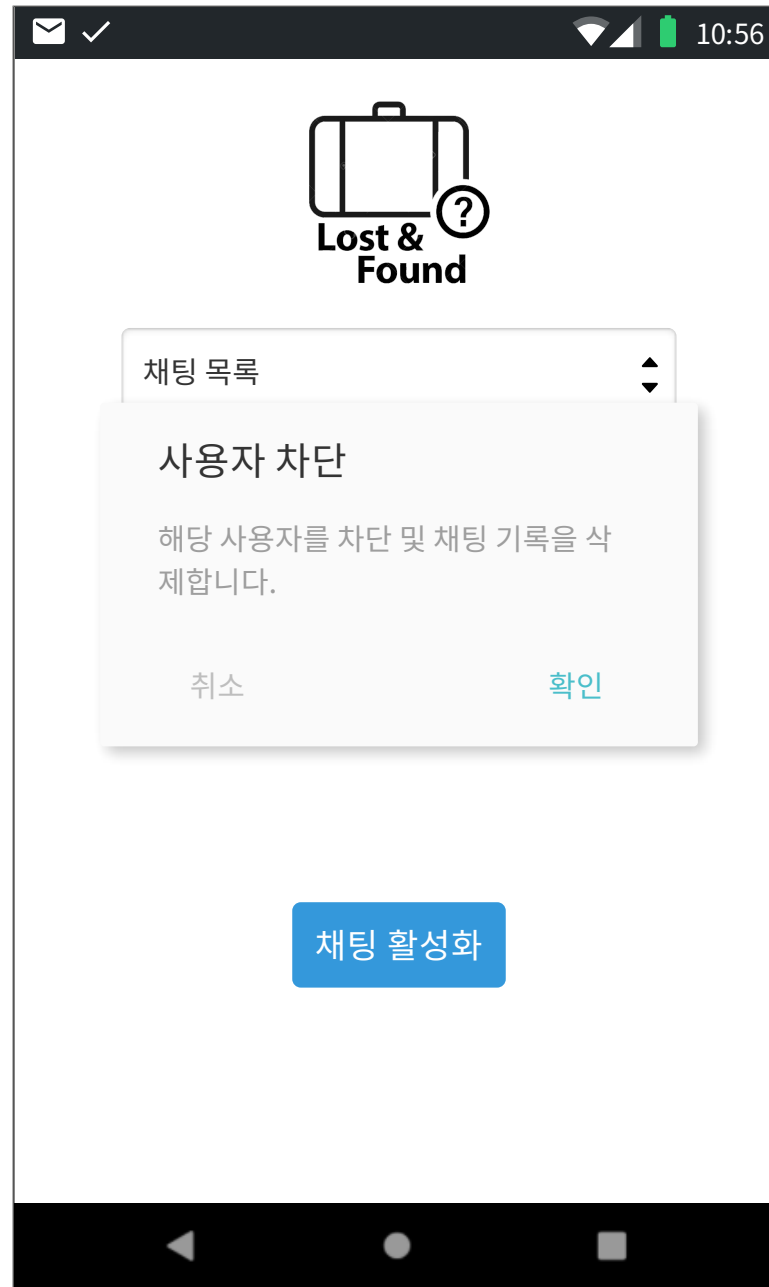 10:56
?
Lost &
Found
채팅 목록
사용자 차단
해당 사용자를 차단 및 채팅 기록을 삭
제합니다.
취소
확인
채팅 활성화